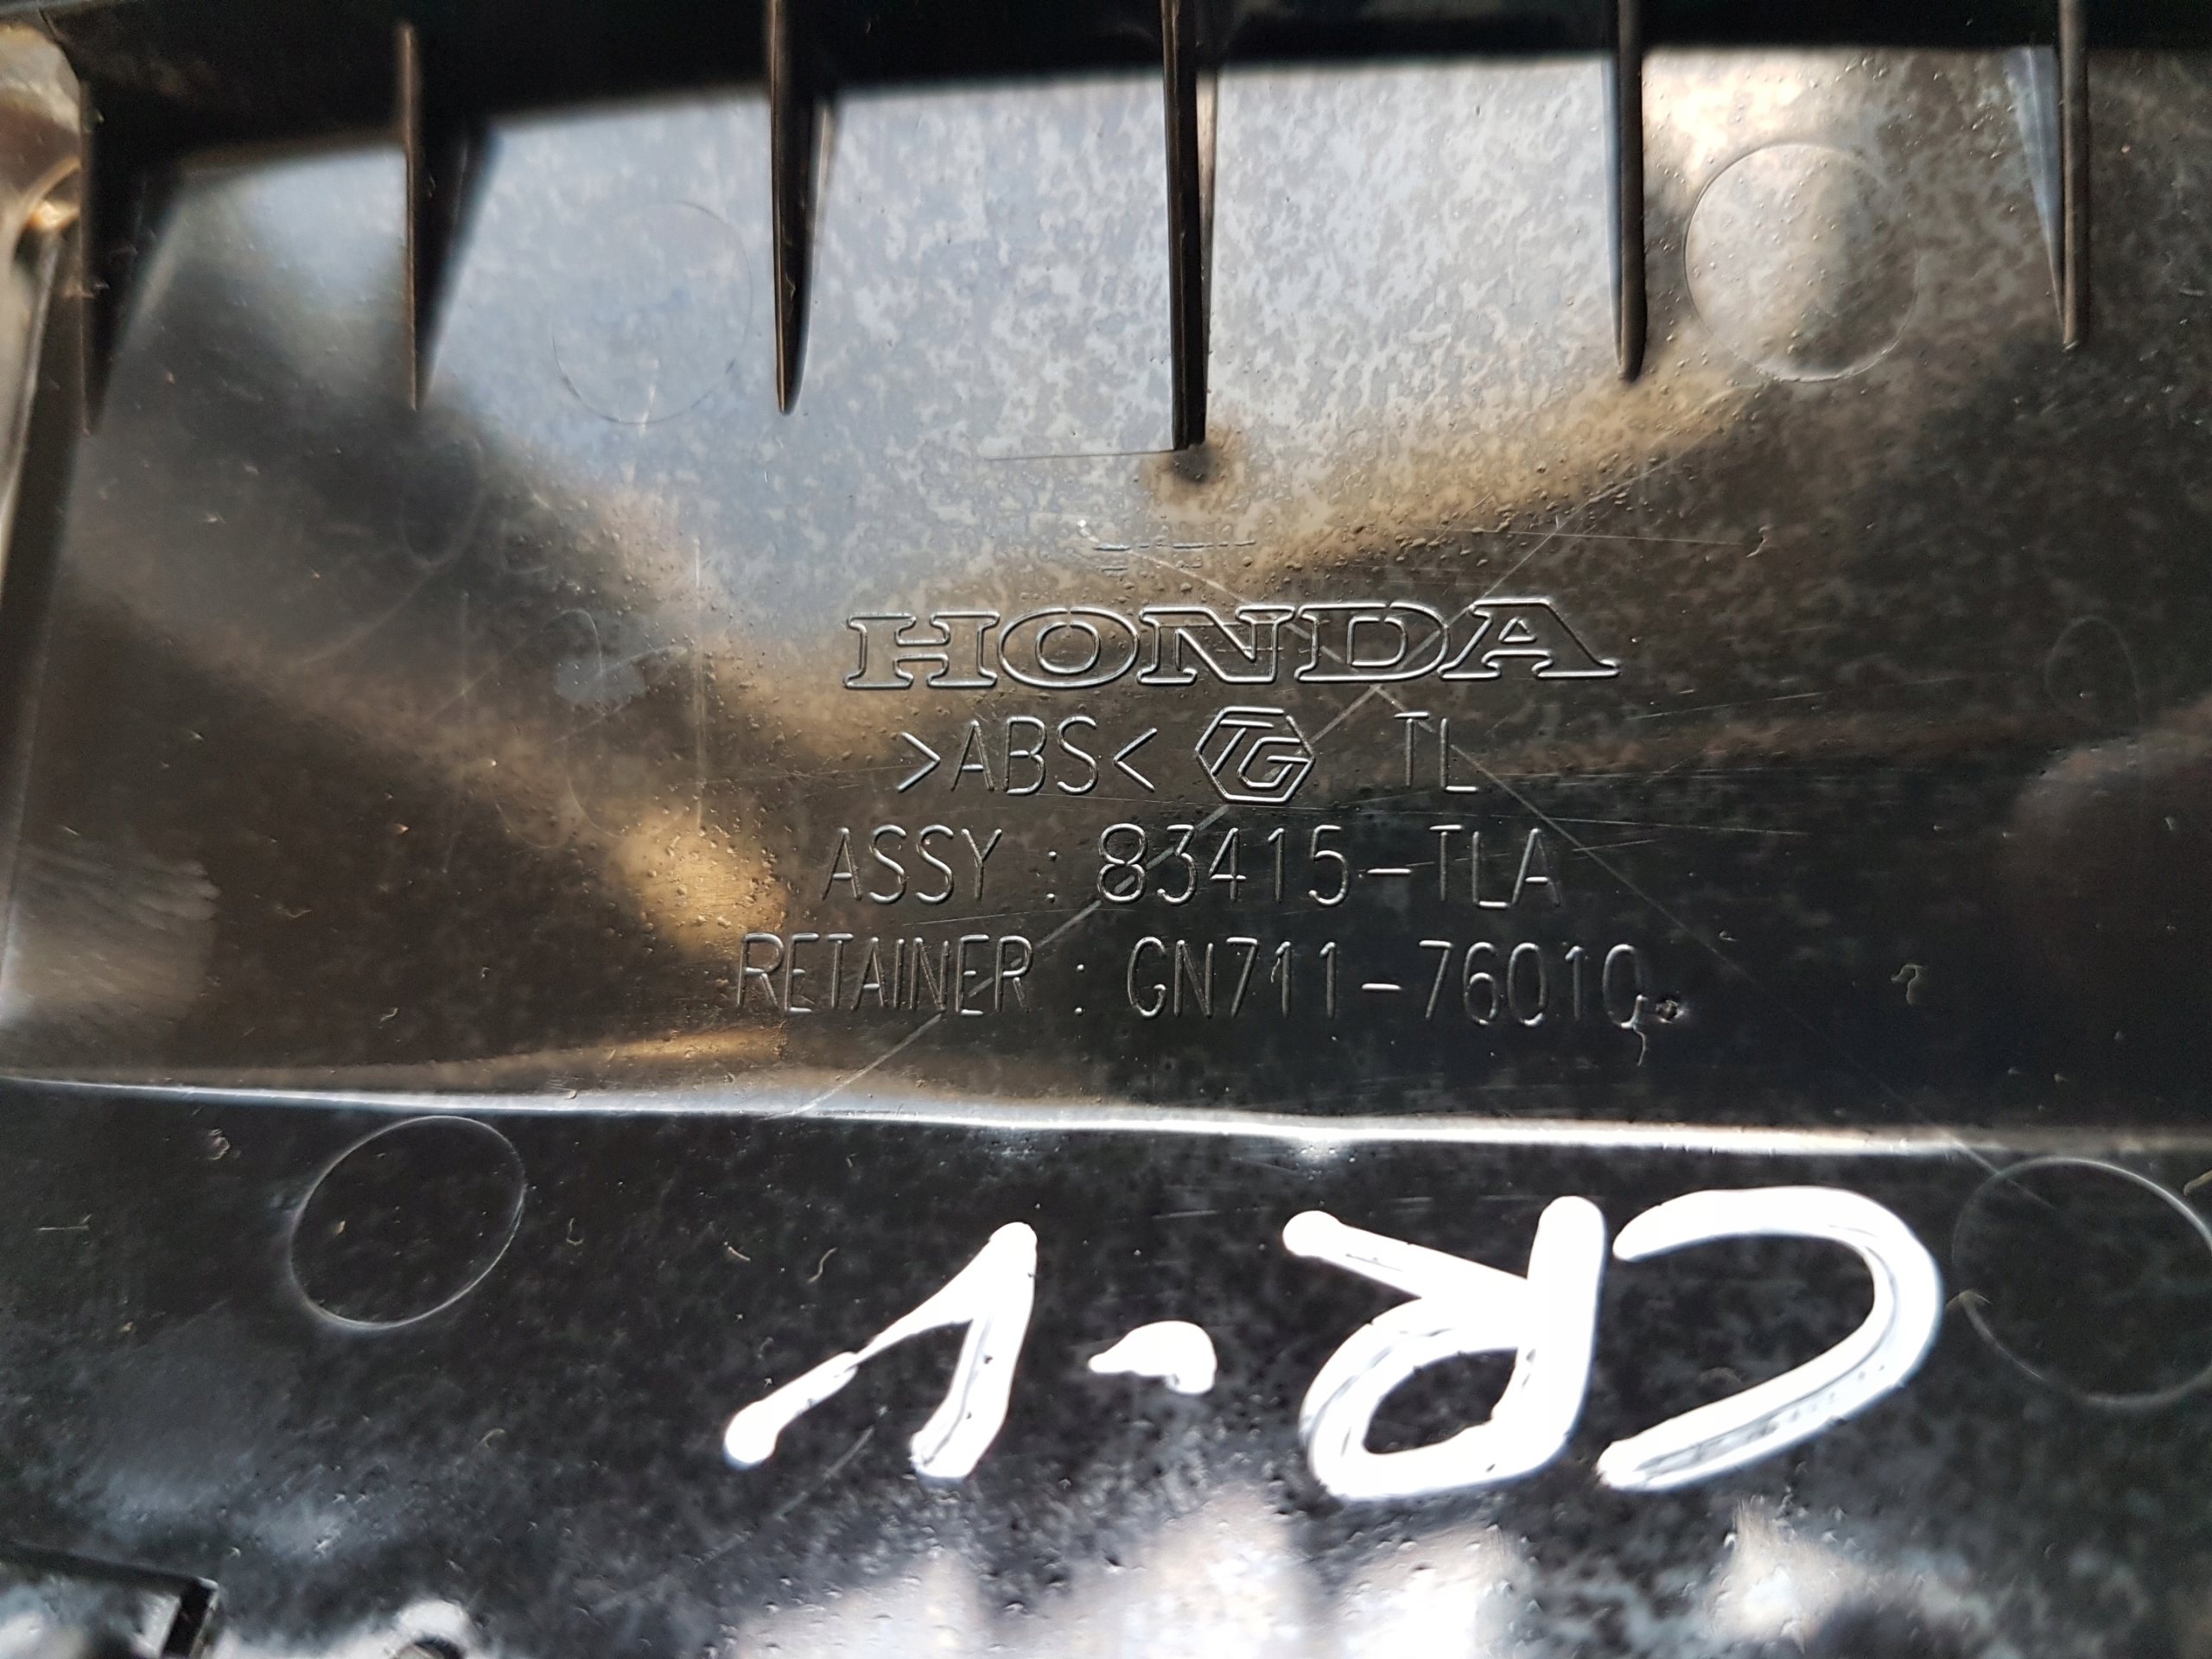 HONDA
>ABS< TG TL
ASSY : 83415-TLA
RETAINER : GN711-76010
CR-V